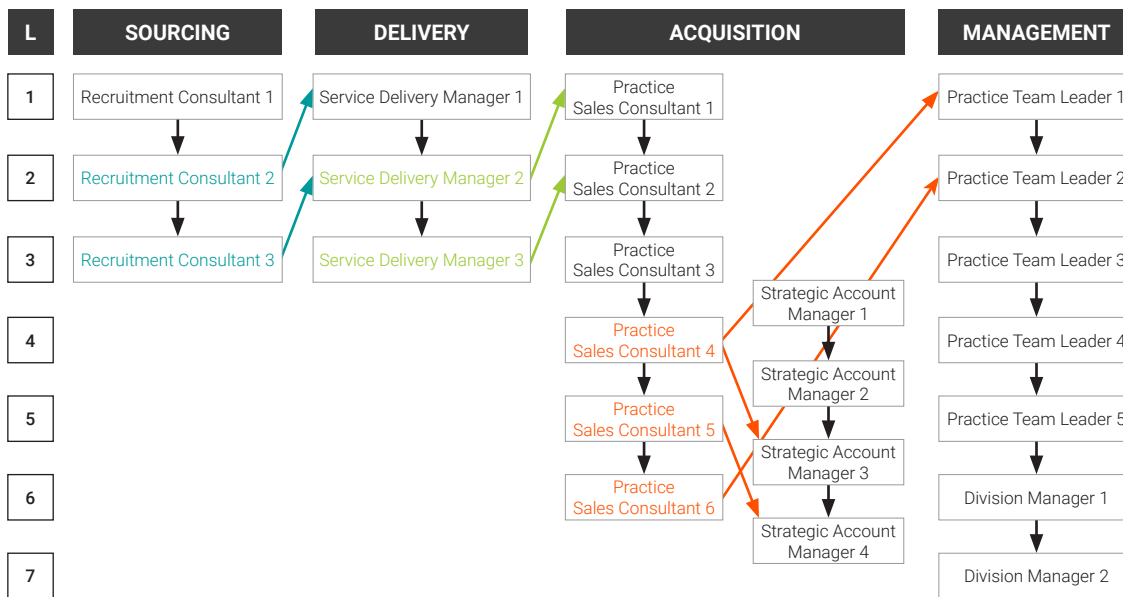 L
SOURCING
DELIVERY
ACQUISITION
MANAGEMENT
1
Recruitment Consultant 1
Service Delivery Manager 1
Practice
Sales Consultant 1
Practice Team Leader 1
2
Recruitment Consultant 2
Service Delivery Manager 2
Practice
Sales Consultant 2
Practice Team Leader 2
3
Recruitment Consultant 3
Service Delivery Manager 3
Practice
Sales Consultant 3
Practice Team Leader 3
Strategic Account
Manager 1
4
Practice
Sales Consultant 4
Practice Team Leader 4
Strategic Account
Manager 2
5
Practice
Sales Consultant 5
Practice Team Leader 5
Strategic Account
Manager 3
6
Practice
Sales Consultant 6
Division Manager 1
Strategic Account
Manager 4
7
Division Manager 2